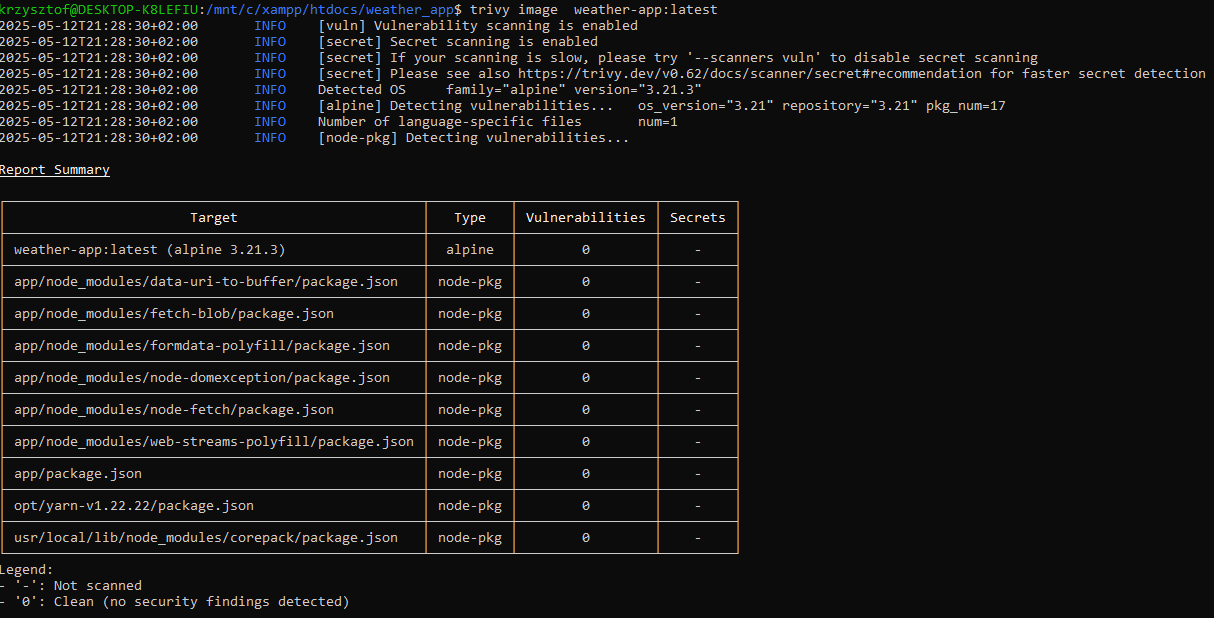 krzysztof@DESKTOP-K8LEFIU:/mnt/c/xampp/htdocs/weather_app$ trivy image  weather-app:latest
2025-05-12T21:28:30+02:00       INFO    [vuln] Vulnerability scanning is enabled
2025-05-12T21:28:30+02:00       INFO    [secret] Secret scanning is enabled
2025-05-12T21:28:30+02:00       INFO    [secret] If your scanning is slow, please try '--scanners vuln' to disable secret scanning
2025-05-12T21:28:30+02:00       INFO    [secret] Please see also https://trivy.dev/v0.62/docs/scanner/secret#recommendation for faster secret detection
2025-05-12T21:28:30+02:00       INFO    Detected OS     family="alpine" version="3.21.3"
2025-05-12T21:28:30+02:00       INFO    [alpine] Detecting vulnerabilities...   os_version="3.21" repository="3.21" pkg_num=17
2025-05-12T21:28:30+02:00       INFO    Number of language-specific files       num=1
2025-05-12T21:28:30+02:00       INFO    [node-pkg] Detecting vulnerabilities...
Report Summary
Target Type Vulnerabilities Secrets
weather-app:latest (alpine 3.21.3) alpine 0 -
app/node_modules/data-uri-to-buffer/package.json node-pkg 0 -
app/node_modules/fetch-blob/package.json node-pkg 0 -
app/node_modules/formdata-polyfill/package.json node-pkg 0 -
app/node_modules/node-domexception/package.json node-pkg 0 -
app/node_modules/node-fetch/package.json node-pkg 0 -
app/node_modules/web-streams-polyfill/package.json node-pkg 0 -
app/package.json node-pkg 0 -
opt/yarn-v1.22.22/package.json node-pkg 0 -
usr/local/lib/node_modules/corepack/package.json node-pkg 0 -
Legend:
- '-': Not scanned
- '0': Clean (no security findings detected)